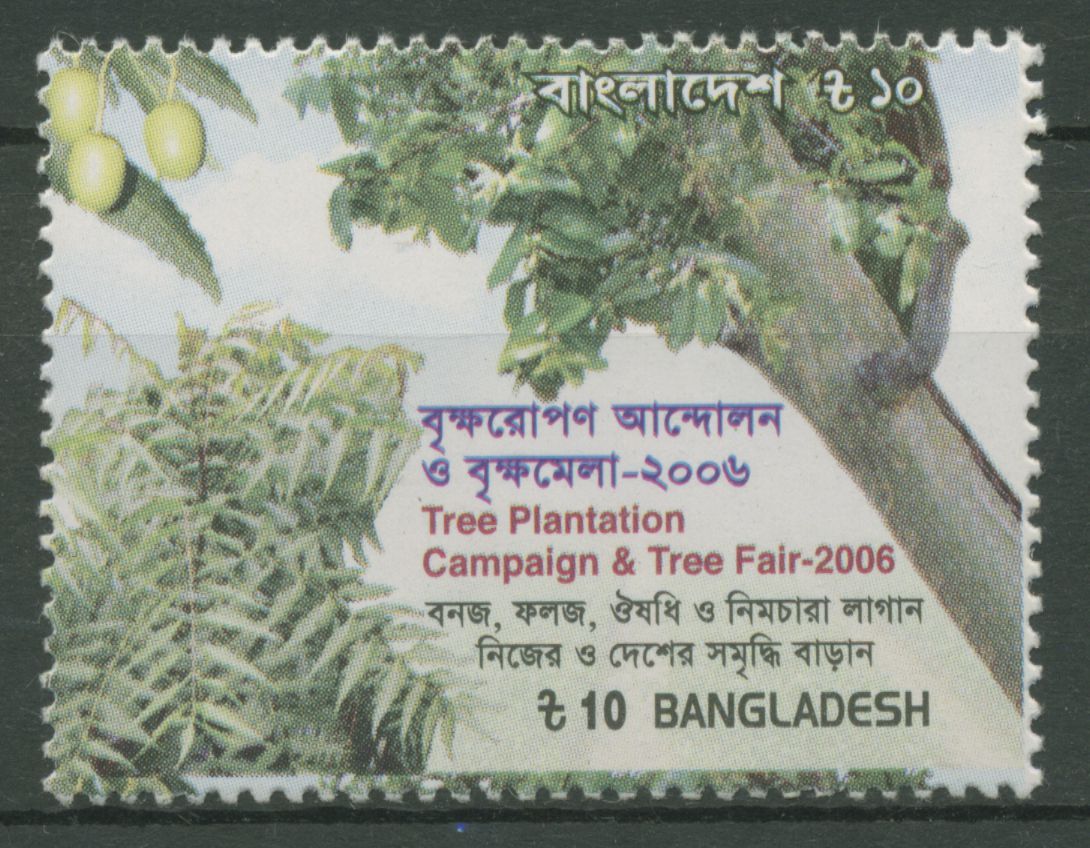 বাংলাদেশ ৳ ১০
বৃক্ষরোপণ আন্দোলন
ও বৃক্ষমেলা-২০০৬
Tree Plantation
Campaign & Tree Fair-2006
বনজ, ফলজ, ঔষধি ও নিমচারা লাগান
নিজের ও দেশের সমৃদ্ধি বাড়ান
৳ 10 BANGLADESH